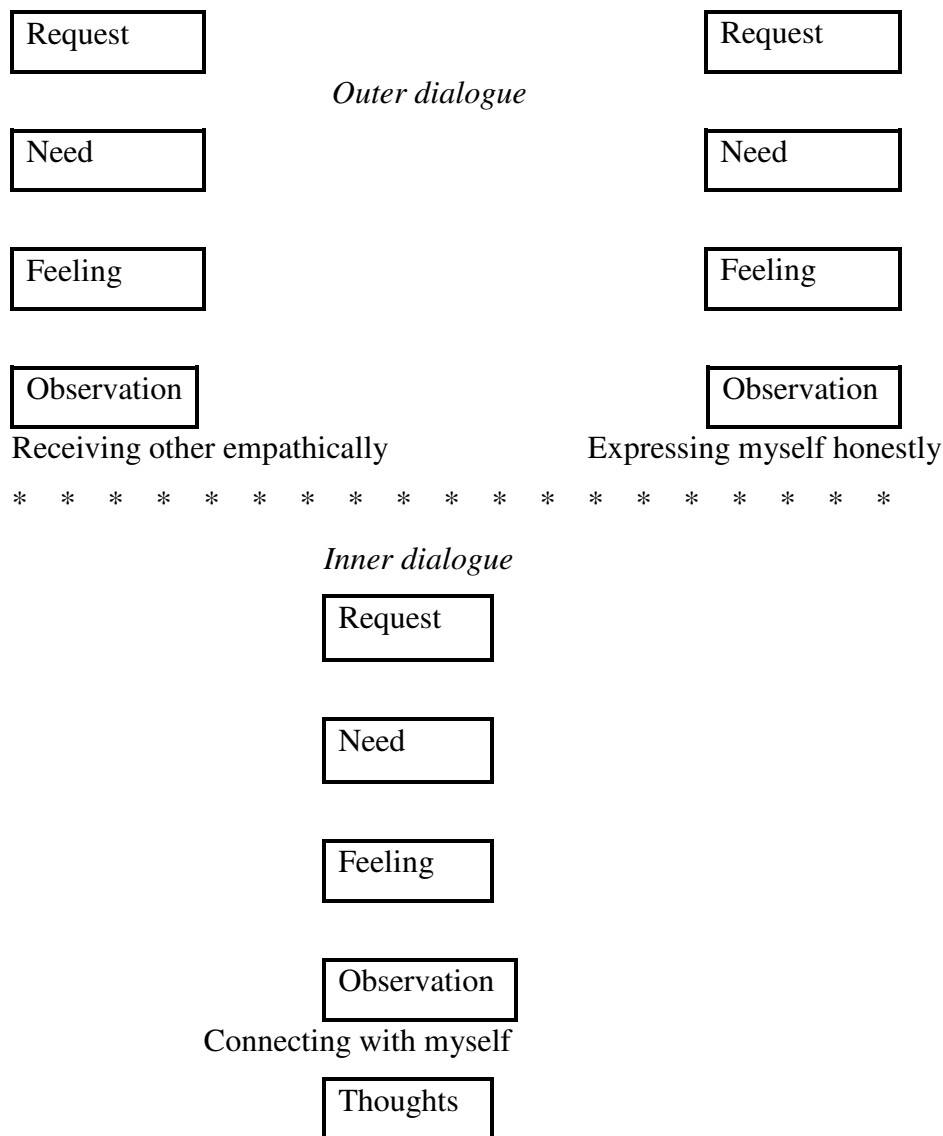 Request Request
Outer dialogue
Need Need
Feeling Feeling
Observation Observation
Receiving other empathically Expressing myself honestly
* * * * * * * * * * * * * * * * * * *
Inner dialogue
Request
Need
Feeling
Observation
Connecting with myself
Thoughts